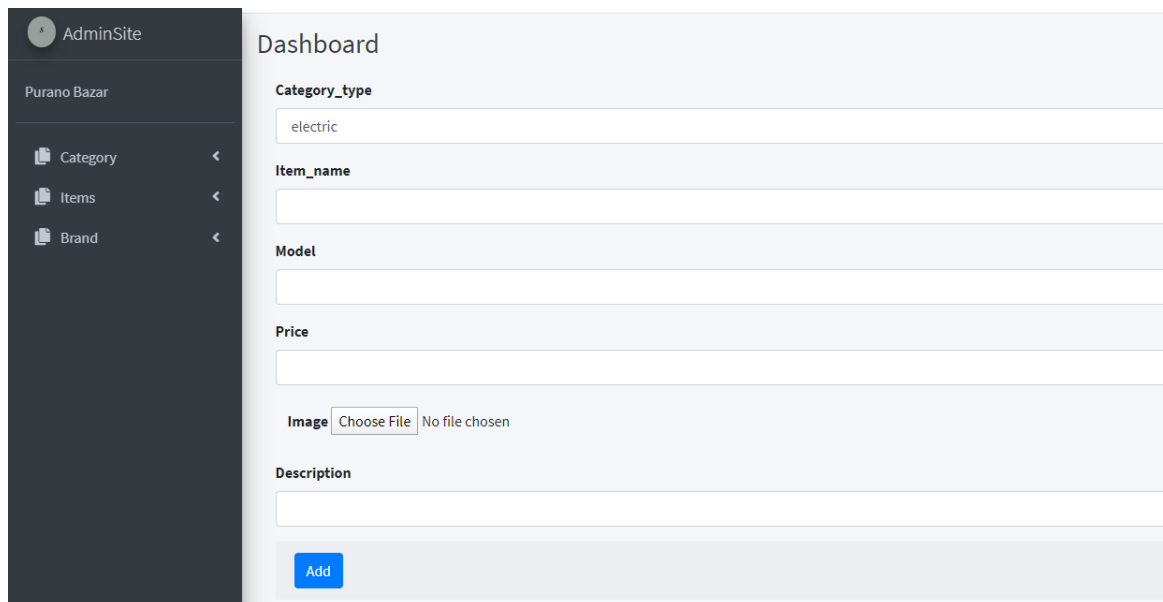 AdminSite
Purano Bazar
Category
Items
Brand
Dashboard
Category_type
electric
Item_name
Model
Price
Image Choose File No file chosen
Description
Add